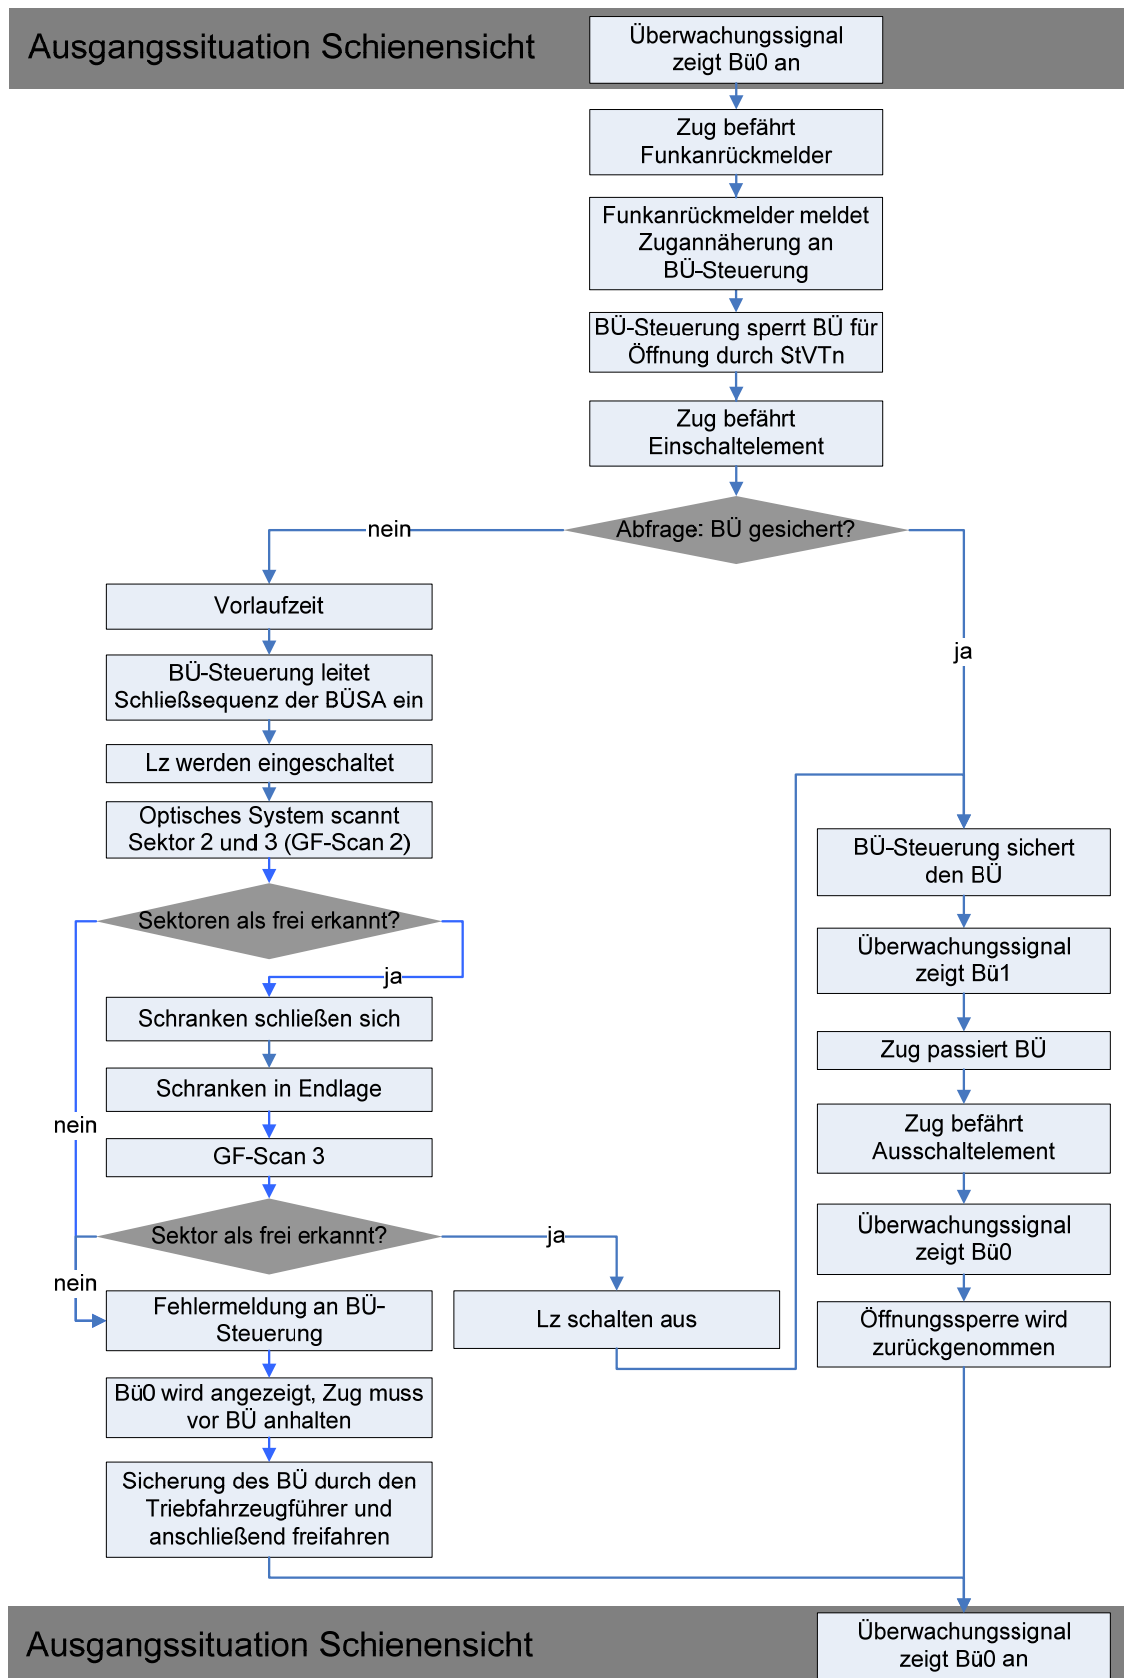 Ausgangssituation Schienensicht
Überwachungssignal
zeigt Bü0 an
Zug befährt
Funkanrückmelder
Funkanrückmelder meldet
Zugannäherung an
BÜ-Steuerung
BÜ-Steuerung sperrt BÜ für
Öffnung durch StVTn
Zug befährt
Einschaltelement
Abfrage: BÜ gesichert?
nein
ja
Vorlaufzeit
BÜ-Steuerung leitet
Schließsequenz der BÜSA ein
Lz werden eingeschaltet
Optisches System scannt
Sektor 2 und 3 (GF-Scan 2)
Sektoren als frei erkannt?
ja
nein
Schranken schließen sich
Schranken in Endlage
GF-Scan 3
Sektor als frei erkannt?
ja
nein
Lz schalten aus
Fehlermeldung an BÜ-
Steuerung
Bü0 wird angezeigt, Zug muss
vor BÜ anhalten
Sicherung des BÜ durch den
Triebfahrzeugführer und
anschließend freifahren
BÜ-Steuerung sichert
den BÜ
Überwachungssignal
zeigt Bü1
Zug passiert BÜ
Zug befährt
Ausschaltelement
Überwachungssignal
zeigt Bü0
Öffnungssperre wird
zurückgenommen
Ausgangssituation Schienensicht
Überwachungssignal
zeigt Bü0 an